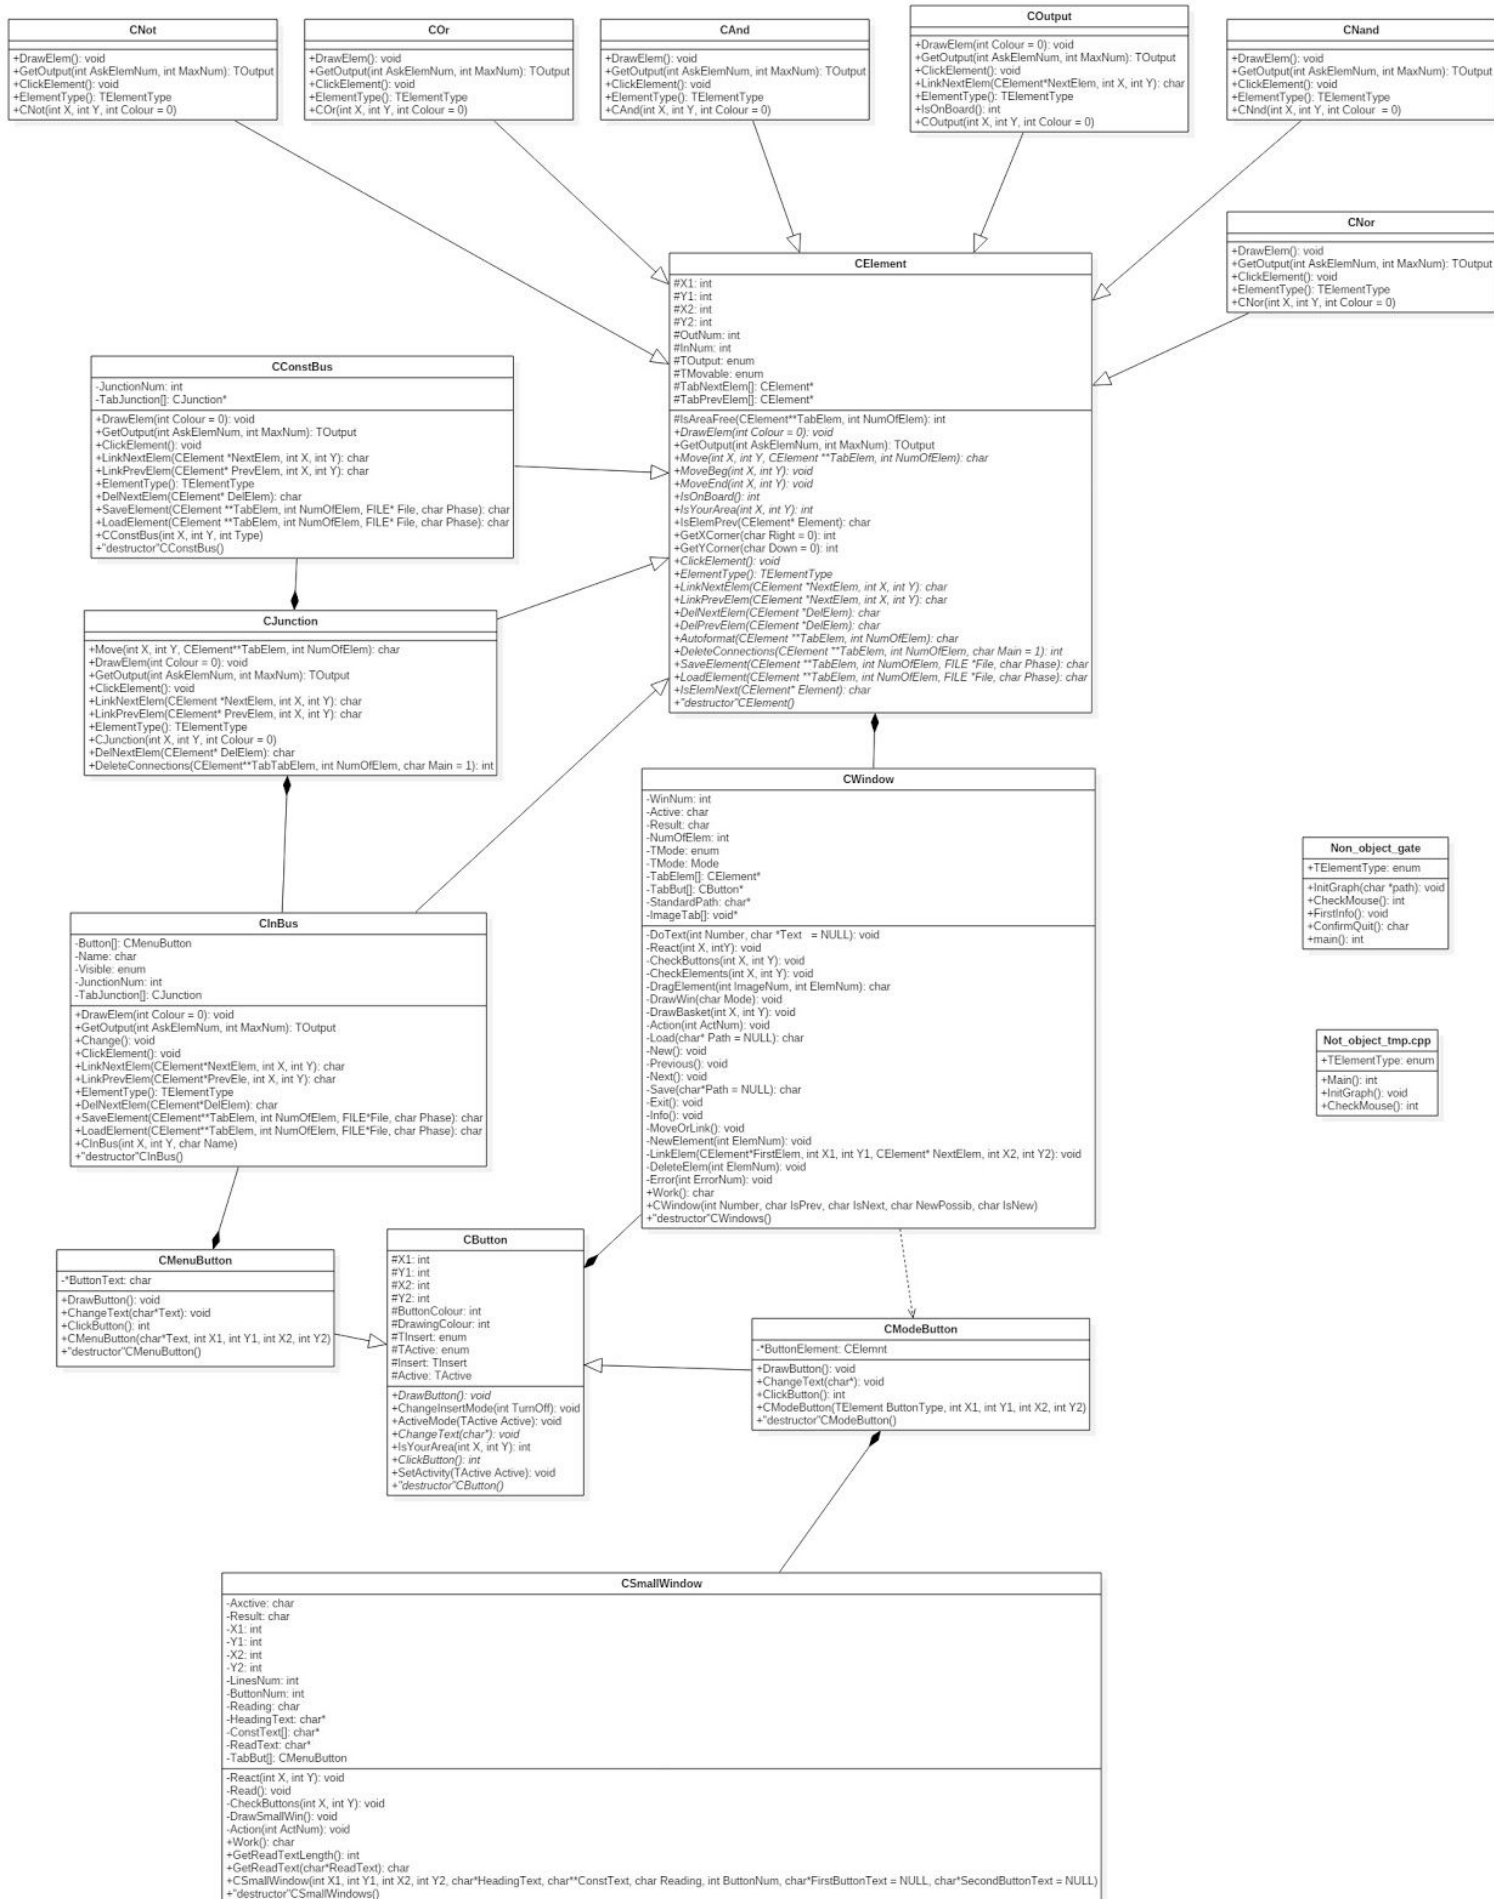 CNot
+DrawElem(): void
+GetOutput(int AskElemNum, int MaxNum): TOutput
+ClickElement(): void
+ElementType(): TElementType
+CNot(int X, int Y, int Colour = 0)
COr
+DrawElem(): void
+GetOutput(int AskElemNum, int MaxNum): TOutput
+ClickElement(): void
+ElementType(): TElementType
+COr(int X, int Y, int Colour = 0)
CAnd
+DrawElem(): void
+GetOutput(int AskElemNum, int MaxNum): TOutput
+ClickElement(): void
+ElementType(): TElementType
+CAnd(int X, int Y, int Colour = 0)
COutput
+DrawElem(int Colour = 0): void
+GetOutput(int AskElemNum, int MaxNum): TOutput
+ClickElement(): void
+LinkNextElem(CElement*NextElem, int X, int Y): char
+ElementType(): TElementType
+IsOnBoard(): int
+COutput(int X, int Y, int Colour = 0)
CNand
+DrawElem(): void
+GetOutput(int AskElemNum, int MaxNum): TOutput
+ClickElement(): void
+ElementType(): TElementType
+CNnd(int X, int Y, int Colour  = 0)
CNor
+DrawElem(): void
+GetOutput(int AskElemNum, int MaxNum): TOutput
+ClickElement(): void
+ElementType(): TElementType
+CNor(int X, int Y, int Colour = 0)
CElement
#X1: int
#Y1: int
#X2: int
#Y2: int
#OutNum: int
#InNum: int
#TOutput: enum
#TMovable: enum
#TabNextElem[]: CElement*
#TabPrevElem[]: CElement*
#IsAreaFree(CElement**TabElem, int NumOfElem): int
+DrawElem(int Colour = 0): void
+GetOutput(int AskElemNum, int MaxNum): TOutput
+Move(int X, int Y, CElement **TabElem, int NumOfElem): char
+MoveBeg(int X, int Y): void
+MoveEnd(int X, int Y): void
+IsOnBoard(): int
+IsYourArea(int X, int Y): int
+IsElemPrev(CElement* Element): char
+GetXCorner(char Right = 0): int
+GetYCorner(char Down = 0): int
+ClickElement(): void
+ElementType(): TElementType
+LinkNextElem(CElement *NextElem, int X, int Y): char
+LinkPrevElem(CElement *NextElem, int X, int Y): char
+DelNextElem(CElement *DelElem): char
+DelPrevElem(CElement *DelElem): char
+Autoformat(CElement **TabElem, int NumOfElem): char
+DeleteConnections(CElement **TabElem, int NumOfElem, char Main = 1): int
+SaveElement(CElement **TabElem, int NumOfElem, FILE *File, char Phase): char
+LoadElement(CElement **TabElem, int NumOfElem, FILE *File, char Phase): char
+IsElemNext(CElement* Element): char
+"destructor"CElement()
CConstBus
-JunctionNum: int
-TabJunction[]: CJunction*
+DrawElem(int Colour = 0): void
+GetOutput(int AskElemNum, int MaxNum): TOutput
+ClickElement(): void
+LinkNextElem(CElement *NextElem, int X, int Y): char
+LinkPrevElem(CElement* PrevElem, int X, int Y): char
+ElementType(): TElementType
+DelNextElem(CElement* DelElem): char
+SaveElement(CElement **TabElem, int NumOfElem, FILE* File, char Phase): char
+LoadElement(CElement **TabElem, int NumOfElem, FILE* File, char Phase): char
+CConstBus(int X, int Y, int Type)
+"destructor"CConstBus()
CJunction
+Move(int X, int Y, CElement**TabElem, int NumOfElem): char
+DrawElem(int Colour = 0): void
+GetOutput(int AskElemNum, int MaxNum): TOutput
+ClickElement(): void
+LinkNextElem(CElement *NextElem, int X, int Y): char
+LinkPrevElem(CElement* PrevElem, int X, int Y): char
+ElementType(): TElementType
+CJunction(int X, int Y, int Colour = 0)
+DelNextElem(CElement* DelElem): char
+DeleteConnections(CElement**TabTabElem, int NumOfElem, char Main = 1): int
CWindow
-WinNum: int
-Active: char
-Result: char
-NumOfElem: int
-TMode: enum
-TMode: Mode
-TabElem[]: CElement*
-TabBut[]: CButton*
-StandardPath: char*
-ImageTab[]: void*
-DoText(int Number, char *Text  = NULL): void
-React(int X, intY): void
-CheckButtons(int X, int Y): void
-CheckElements(int X, int Y): void
-DragElement(int ImageNum, int ElemNum): char
-DrawWin(char Mode): void
-DrawBasket(int X, int Y): void
-Action(int ActNum): void
-Load(char* Path = NULL): char
-New(): void
-Previous(): void
-Next(): void
-Save(char*Path = NULL): char
-Exit(): void
-Info(): void
-MoveOrLink(): void
-NewElement(int ElemNum): void
-LinkElem(CElement*FirstElem, int X1, int Y1, CElement* NextElem, int X2, int Y2): void
-DeleteElem(int ElemNum): void
-Error(int ErrorNum): void
+Work(): char
+CWindow(int Number, char IsPrev, char IsNext, char NewPossib, char IsNew)
+"destructor"CWindows()
Non_object_gate
+TElementType: enum
+InitGraph(char *path): void
+CheckMouse(): int
+FirstInfo(): void
+ConfirmQuit(): char
+main(): int
Not_object_tmp.cpp
+TElementType: enum
+Main(): int
+InitGraph(): void
+CheckMouse(): int
CInBus
-Button[]: CMenuButton
-Name: char
-Visible: enum
-JunctionNum: int
-TabJunction[]: CJunction
+DrawElem(int Colour = 0): void
+GetOutput(int AskElemNum, int MaxNum): TOutput
+Change(): void
+ClickElement(): void
+LinkNextElem(CElement*NextElem, int X, int Y): char
+LinkPrevElem(CElement*PrevEle, int X, int Y): char
+ElementType(): TElementType
+DelNextElem(CElement*DelElem): char
+SaveElement(CElement**TabElem, int NumOfElem, FILE*File, char Phase): char
+LoadElement(CElement**TabElem, int NumOfElem, FILE*File, char Phase): char
+CInBus(int X, int Y, char Name)
+"destructor"CInBus()
CMenuButton
-*ButtonText: char
+DrawButton(): void
+ChangeText(char*Text): void
+ClickButton(): int
+CMenuButton(char*Text, int X1, int Y1, int X2, int Y2)
+"destructor"CMenuButton()
CButton
#X1: int
#Y1: int
#X2: int
#Y2: int
#ButtonColour: int
#DrawingColour: int
#TInsert: enum
#TActive: enum
#Insert: TInsert
#Active: TActive
+DrawButton(): void
+ChangeInsertMode(int TurnOff): void
+ActiveMode(TActive Active): void
+ChangeText(char*): void
+IsYourArea(int X, int Y): int
+ClickButton(): int
+SetActivity(TActive Active): void
+"destructor"CButton()
CModeButton
-*ButtonElement: CElemnt
+DrawButton(): void
+ChangeText(char*): void
+ClickButton(): int
+CModeButton(TElement ButtonType, int X1, int Y1, int X2, int Y2)
+"destructor"CModeButton()
CSmallWindow
-Axctive: char
-Result: char
-X1: int
-Y1: int
-X2: int
-Y2: int
-LinesNum: int
-ButtonNum: int
-Reading: char
-HeadingText: char*
-ConstText[]: char*
-ReadText: char*
-TabBut[]: CMenuButton
-React(int X, int Y): void
-Read(): void
-CheckButtons(int X, int Y): void
-DrawSmallWin(): void
-Action(int ActNum): void
+Work(): char
+GetReadTextLength(): int
+GetReadText(char*ReadText): char
+CSmallWindow(int X1, int Y1, int X2, int Y2, char*HeadingText, char**ConstText, char Reading, int ButtonNum, char*FirstButtonText = NULL, char*SecondButtonText = NULL)
+"destructor"CSmallWindows()